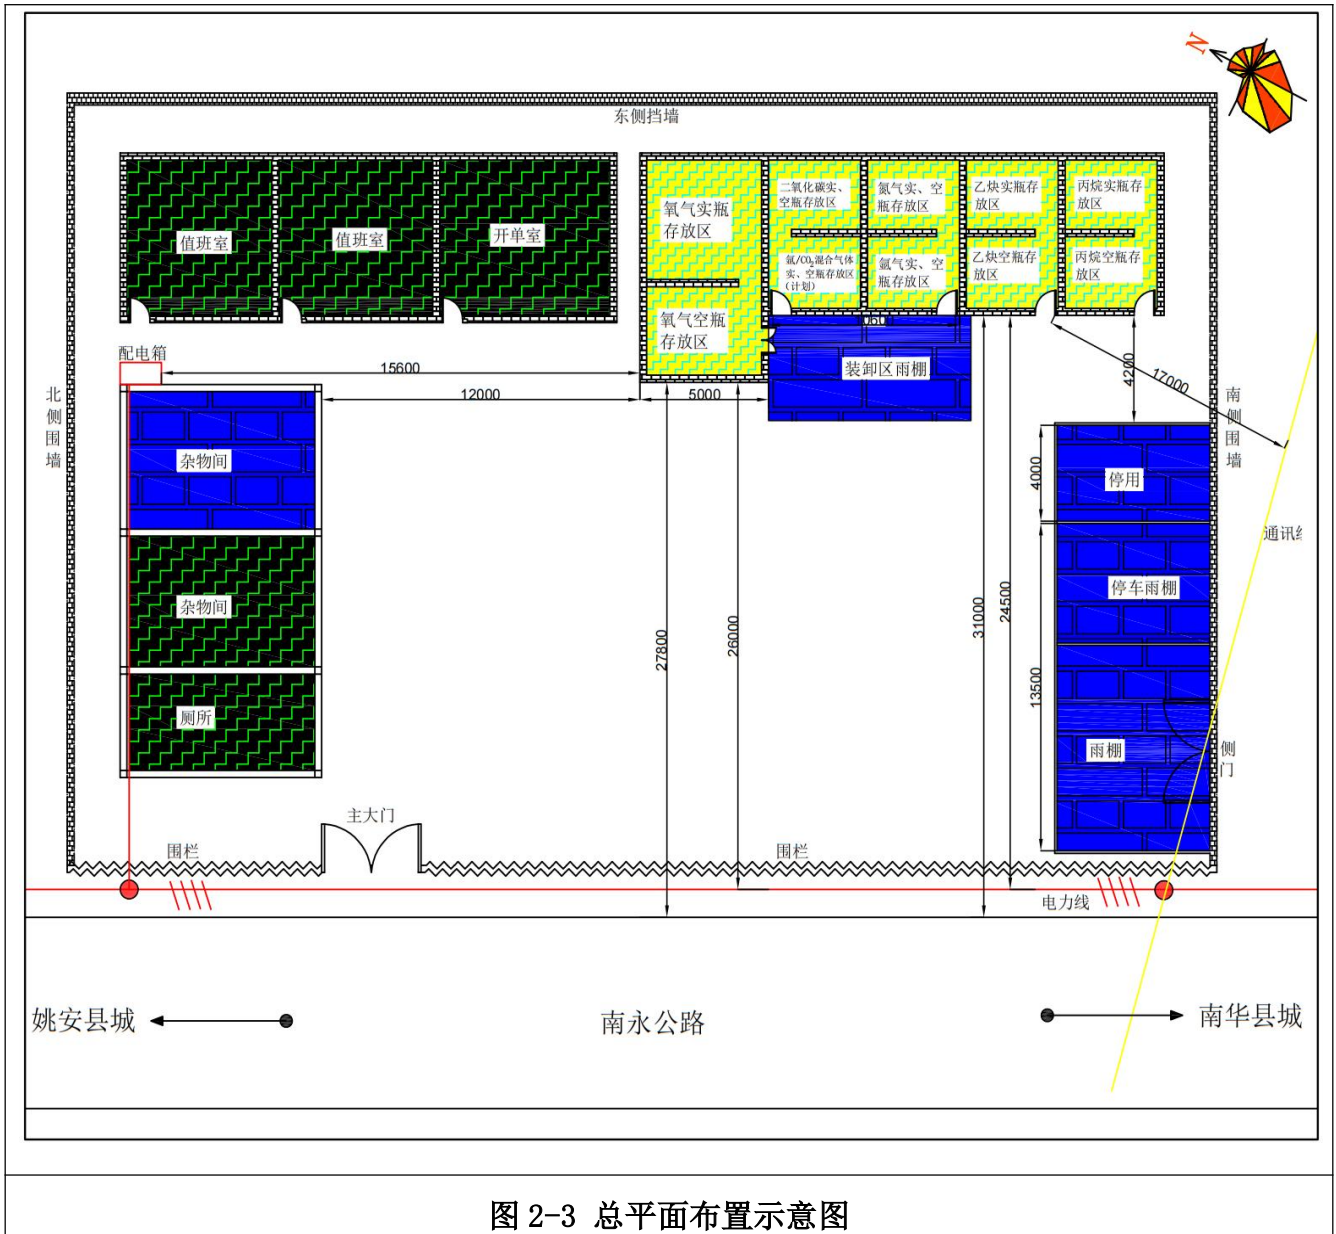 N
东侧挡墙
氧气实瓶
存放区
二氧化碳实、
空瓶存放区
氮气实、空
瓶存放区
乙炔实瓶存
放区
丙烷实瓶存
放区
值班室
值班室
开单室
氩/CO2混合气体
实、空瓶存放区
（计划）
氩气实、空
瓶存放区
乙炔空瓶存
放区
丙烷空瓶存
放区
氧气空瓶
存放区
配电箱
15600
12000
5000
装卸区雨棚
4200
17000
北侧围墙
南侧围墙
杂物间
4000
停用
通讯
杂物间
停车雨棚
27800
26000
31000
24500
13500
厕所
雨棚
侧门
主大门
围栏
围栏
电力线
姚安县城
南永公路
南华县城
图 2-3 总平面布置示意图